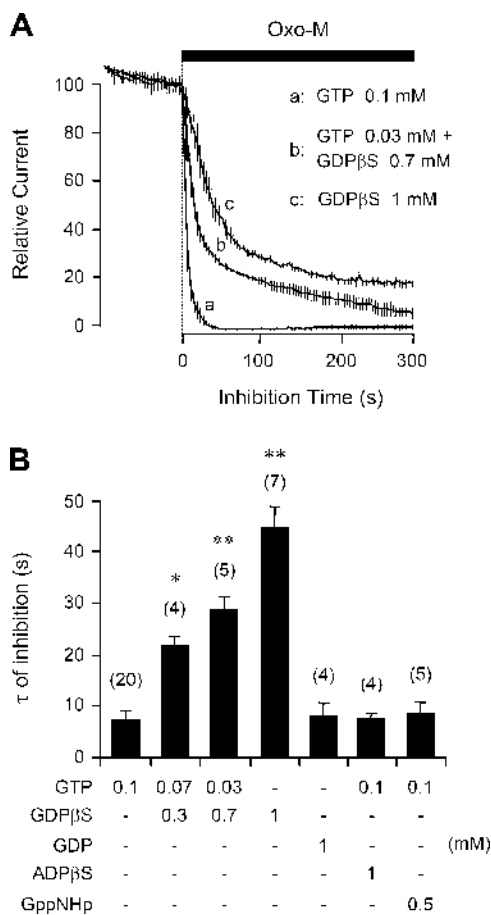 A
Oxo-M
a: GTP 0.1 mM
b: GTP 0.03 mM +
GDPβS 0.7 mM
c: GDPβS 1 mM
Relative Current
100
80
60
40
20
0
c
b
a
0 100 200 300
Inhibition Time (s)
B
τ of inhibition (s)
50
40
30
20
10
0
(20)
*
(4)
**
(5)
**
(7)
(4)
(4)
(5)
GTP 0.1 0.07 0.03 - - 0.1 0.1
GDPβS - 0.3 0.7 1 - - -
GDP - - - - 1 - - (mM)
ADPβS - - - - - 1 -
GppNHp - - - - - - 0.5